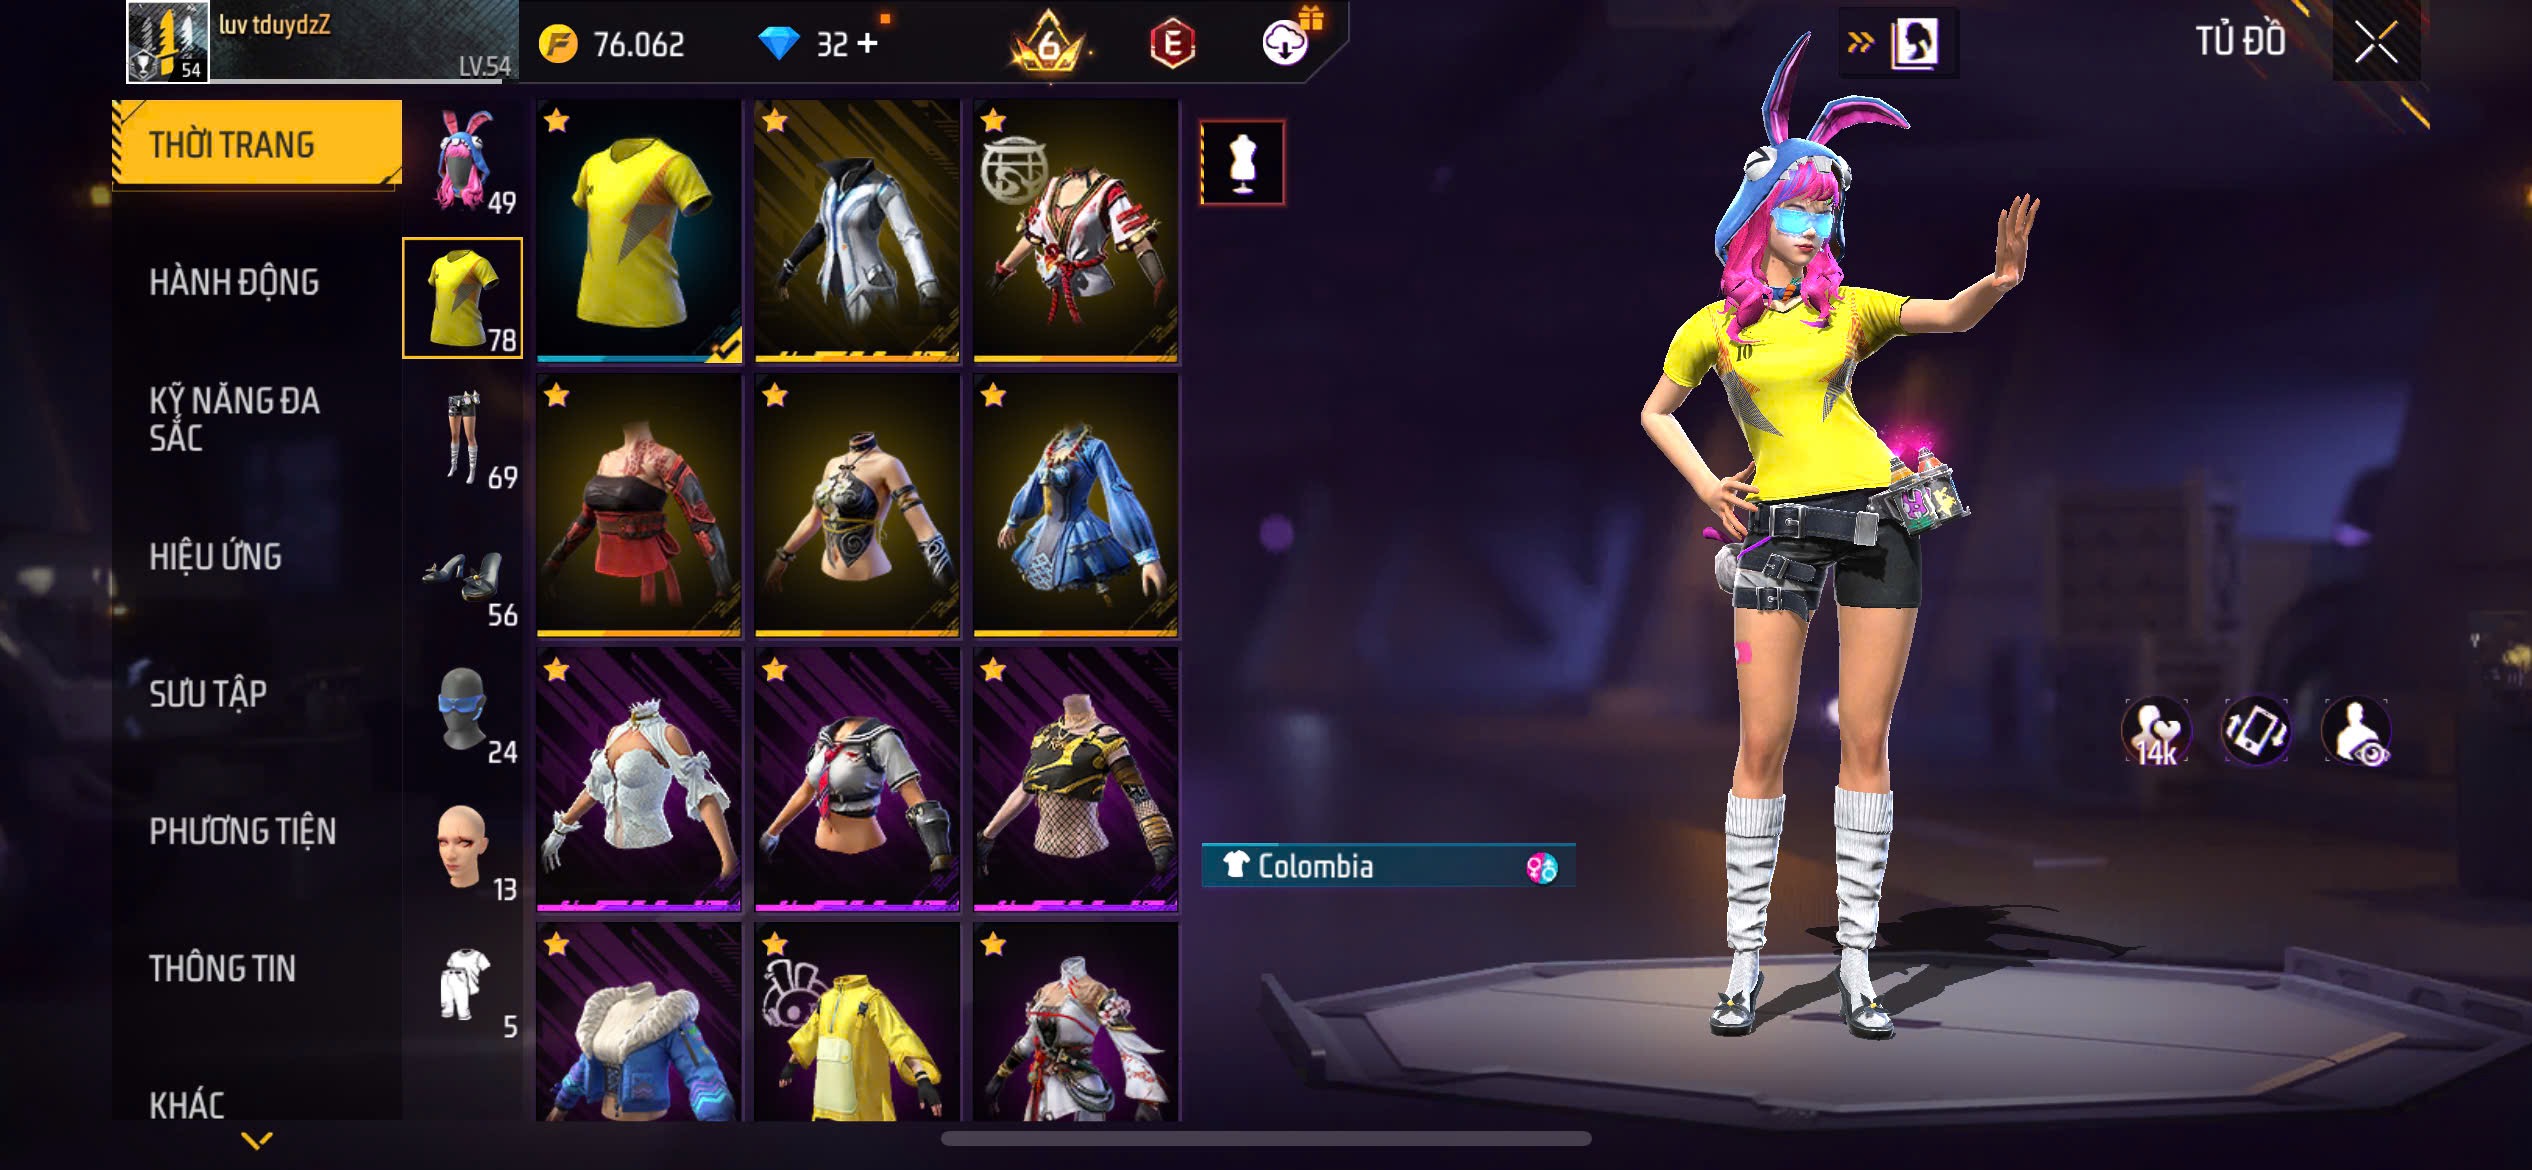 luv tduydzZ
54
LV.54
76.062
32 +
6
E
TỦ ĐỒ
THỜI TRANG
HÀNH ĐỘNG
KỸ NĂNG ĐA
SẮC
HIỆU ỨNG
SƯU TẬP
PHƯƠNG TIỆN
THÔNG TIN
KHÁC
49
78
69
56
24
13
5
10
14k
Colombia